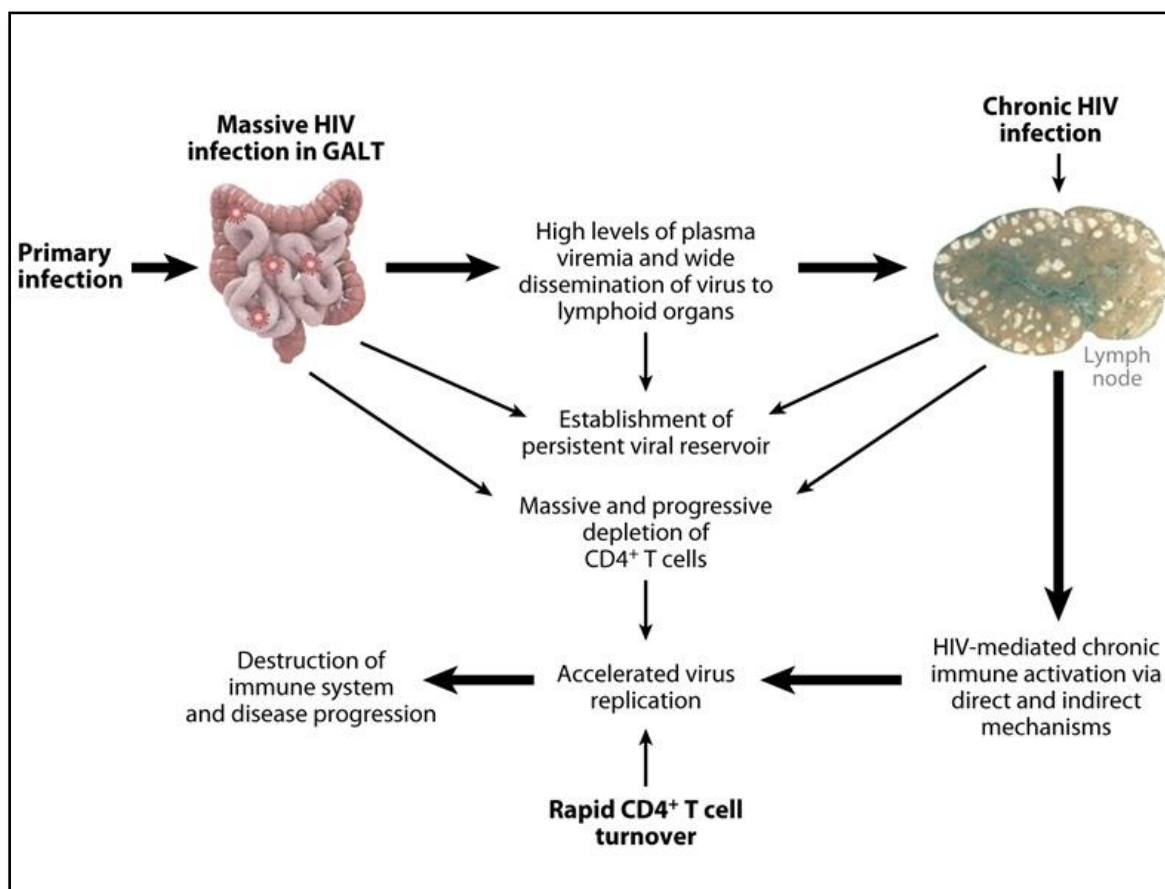 Massive HIV
infection in GALT
Chronic HIV
infection
Primary
infection
High levels of plasma
viremia and wide
dissemination of virus to
lymphoid organs
Lymph
node
Establishment of
persistent viral reservoir
Massive and progressive
depletion of
CD4⁺ T cells
Destruction of
immune system
and disease progression
Accelerated virus
replication
HIV-mediated chronic
immune activation via
direct and indirect
mechanisms
Rapid CD4⁺ T cell
turnover